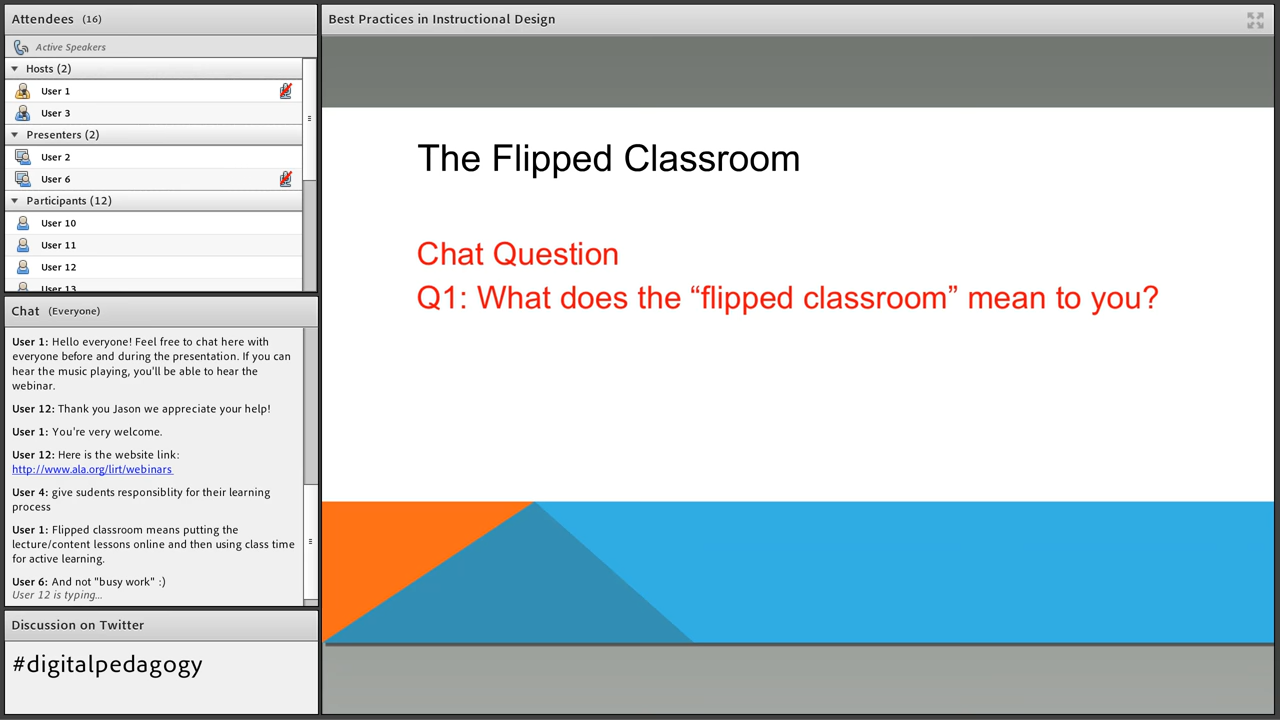 Attendees (16)
Active Speakers
Hosts (2)
User 1
User 3
Presenters (2)
User 2
User 6
Participants (12)
User 10
User 11
User 12
User 13
Chat (Everyone)
User 1: Hello everyone! Feel free to chat here with
everyone before and during the presentation. If you can
hear the music playing, you'll be able to hear the
webinar.
User 12: Thank you Jason we appreciate your help!
User 1: You're very welcome.
User 12: Here is the website link:
http://www.ala.org/lirt/webinars
User 4: give sudents responsiblity for their learning
process
User 1: Flipped classroom means putting the
lecture/content lessons online and then using class time
for active learning.
User 6: And not "busy work" :)
User 12 is typing...
Discussion on Twitter
#digitalpedagogy
Best Practices in Instructional Design
The Flipped Classroom
Chat Question
Q1: What does the “flipped classroom” mean to you?